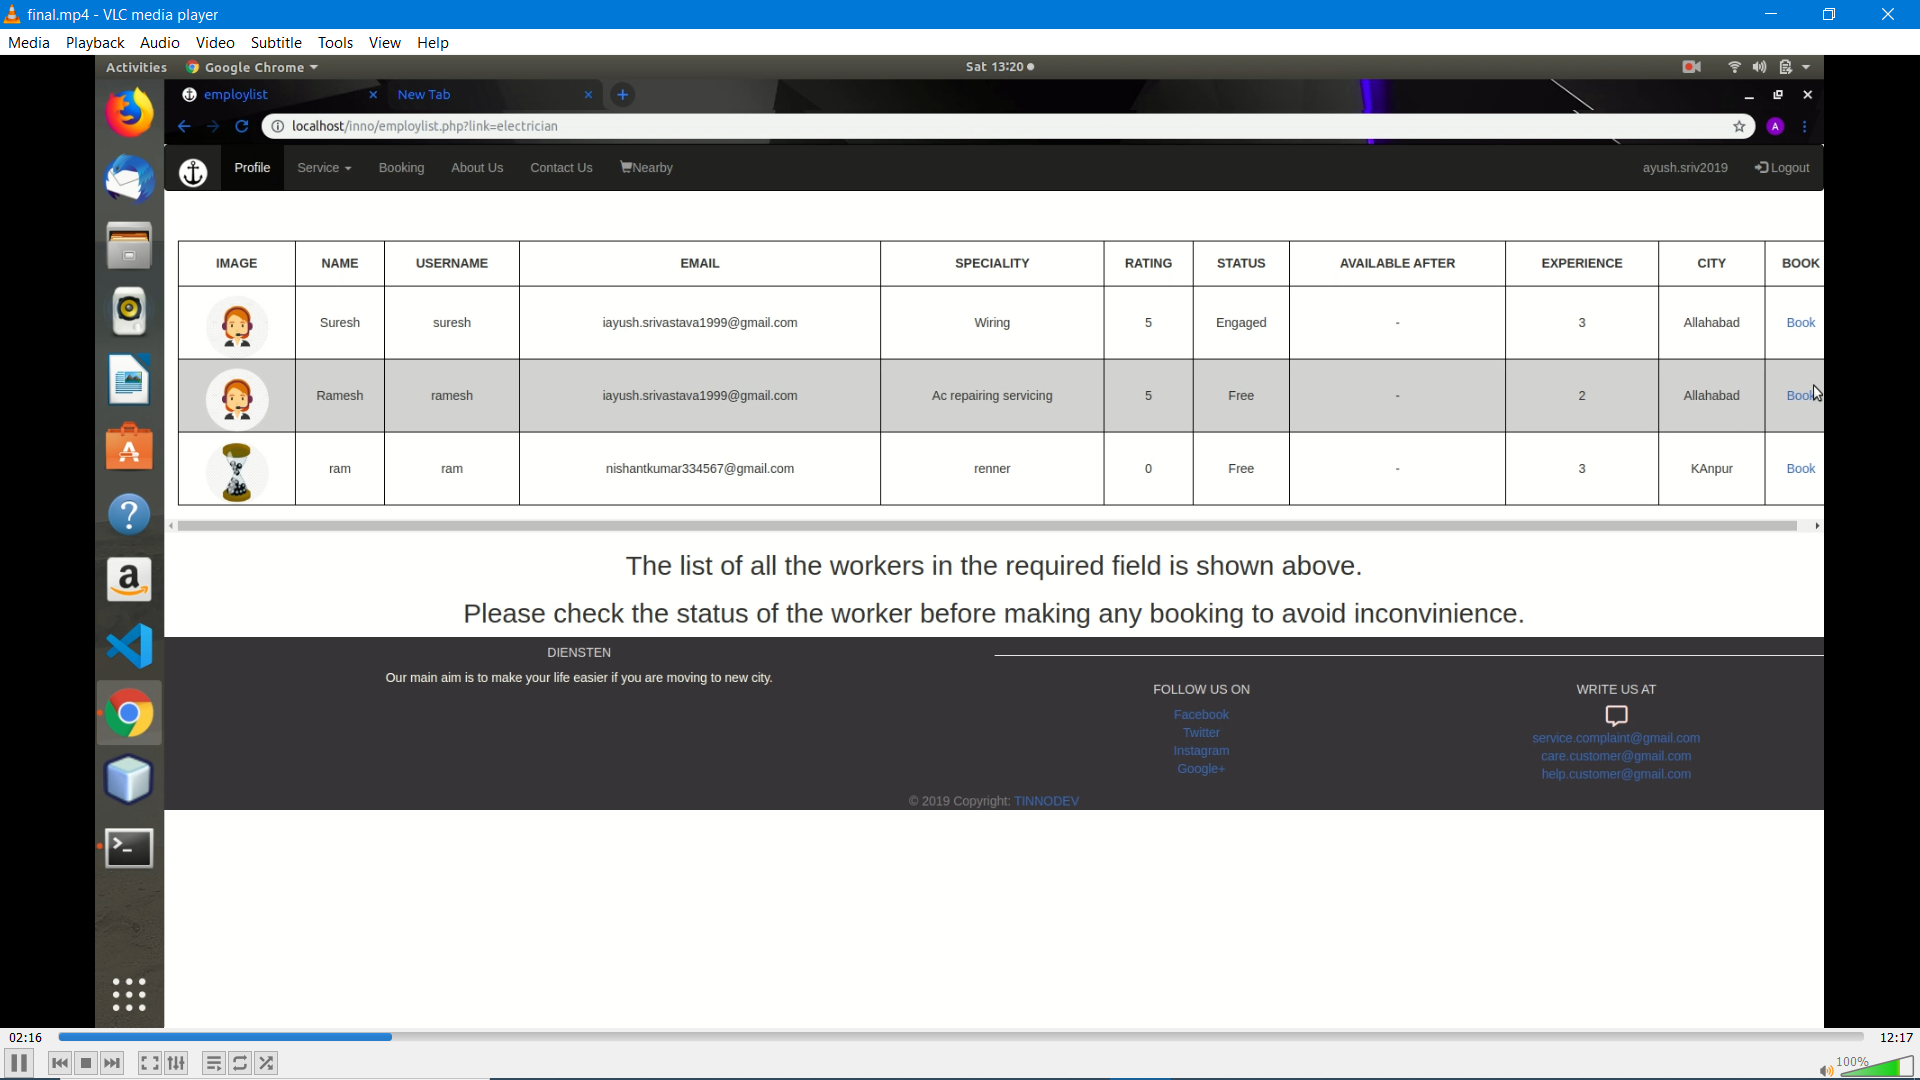 final.mp4 - VLC media player
Media Playback Audio Video Subtitle Tools View Help
Activities Google Chrome Sat 13:20
employlist New Tab
localhost/inno/employlist.php?link=electrician A
Profile Service Booking About Us Contact Us Nearby ayush.sriv2019 Logout
IMAGE NAME USERNAME EMAIL SPECIALITY RATING STATUS AVAILABLE AFTER EXPERIENCE CITY BOOK
Suresh suresh iayush.srivastava1999@gmail.com Wiring 5 Engaged - 3 Allahabad Book
Ramesh ramesh iayush.srivastava1999@gmail.com Ac repairing servicing 5 Free - 2 Allahabad Book
ram ram nishantkumar334567@gmail.com renner 0 Free - 3 KAnpur Book
The list of all the workers in the required field is shown above.
Please check the status of the worker before making any booking to avoid inconvinience.
DIENSTEN
Our main aim is to make your life easier if you are moving to new city.
FOLLOW US ON
Facebook
Twitter
Instagram
Google+
WRITE US AT
service.complaint@gmail.com
care.customer@gmail.com
help.customer@gmail.com
© 2019 Copyright: TINNODEV
02:16 12:17
100%